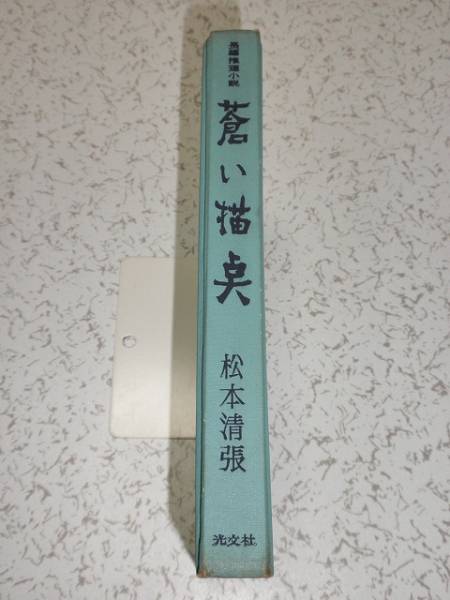 長編推理小説
蒼い描点
松本清張
光文社